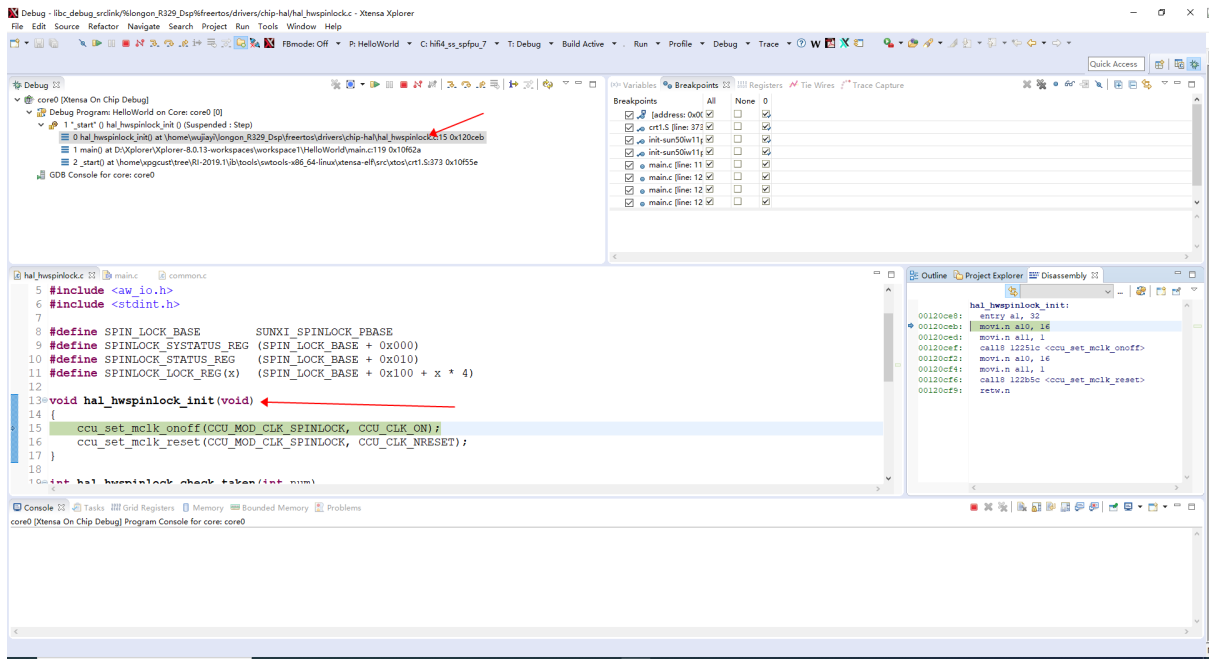 Debug - libc_debug_srclink/%longon_R329_Dsp%freertos/drivers/chip-hal/hal_hwspinlock.c - Xtensa Xplorer
File Edit Source Refactor Navigate Search Project Run Tools Window Help
FBmode: Off P: HelloWorld C: hifi4_ss_spfpu_7 T: Debug Build Active Run Profile Debug Trace
Quick Access
Debug
core0 [Xtensa On Chip Debug]
Debug Program: HelloWorld on Core: core0 [0]
1 "_start" () hal_hwspinlock_init () (Suspended : Step)
0 hal_hwspinlock_init() at \home\wujiayi\longon_R329_Dsp\freertos\drivers\chip-hal\hal_hwspinlock.c:15 0x120ceb
1 main() at D:\Xplorer\Xplorer-8.0.13-workspaces\workspace1\HelloWorld\main.c:119 0x10f62a
2 _start() at \home\xpgcust\tree\RI-2019.1\ib\tools\swtools-x86_64-linux\xtensa-elf\src\xtos\crt1.S:373 0x10f55e
GDB Console for core: core0
Variables Breakpoints Registers Tie Wires Trace Capture
Breakpoints All None 0
[address: 0x00
crt1.S [line: 373
init-sun50iw11
init-sun50iw11
main.c [line: 11
main.c [line: 12
main.c [line: 12
main.c [line: 12
hal_hwspinlock.c main.c common.c
5 #include <aw_io.h>
6 #include <stdint.h>
7
8 #define SPIN_LOCK_BASE SUNXI_SPINLOCK_PBASE
9 #define SPINLOCK_SYSTATUS_REG (SPIN_LOCK_BASE + 0x000)
10 #define SPINLOCK_STATUS_REG (SPIN_LOCK_BASE + 0x010)
11 #define SPINLOCK_LOCK_REG(x) (SPIN_LOCK_BASE + 0x100 + x * 4)
12
13 void hal_hwspinlock_init(void)
14 {
15 ccu_set_mclk_onoff(CCU_MOD_CLK_SPINLOCK, CCU_CLK_ON);
16 ccu_set_mclk_reset(CCU_MOD_CLK_SPINLOCK, CCU_CLK_NRESET);
17 }
18
19 int hal_hwspinlock_check_taken(int num)
Outline Project Explorer Disassembly
hal_hwspinlock_init:
00120ce8: entry a1, 32
00120ceb: movi.n a10, 16
00120ced: movi.n a11, 1
00120cef: call8 12251c <ccu_set_mclk_onoff>
00120cf2: movi.n a10, 16
00120cf4: movi.n a11, 1
00120cf6: call8 122b5c <ccu_set_mclk_reset>
00120cf9: retw.n
Console Tasks Grid Registers Memory Bounded Memory Problems
core0 [Xtensa On Chip Debug] Program Console for core: core0